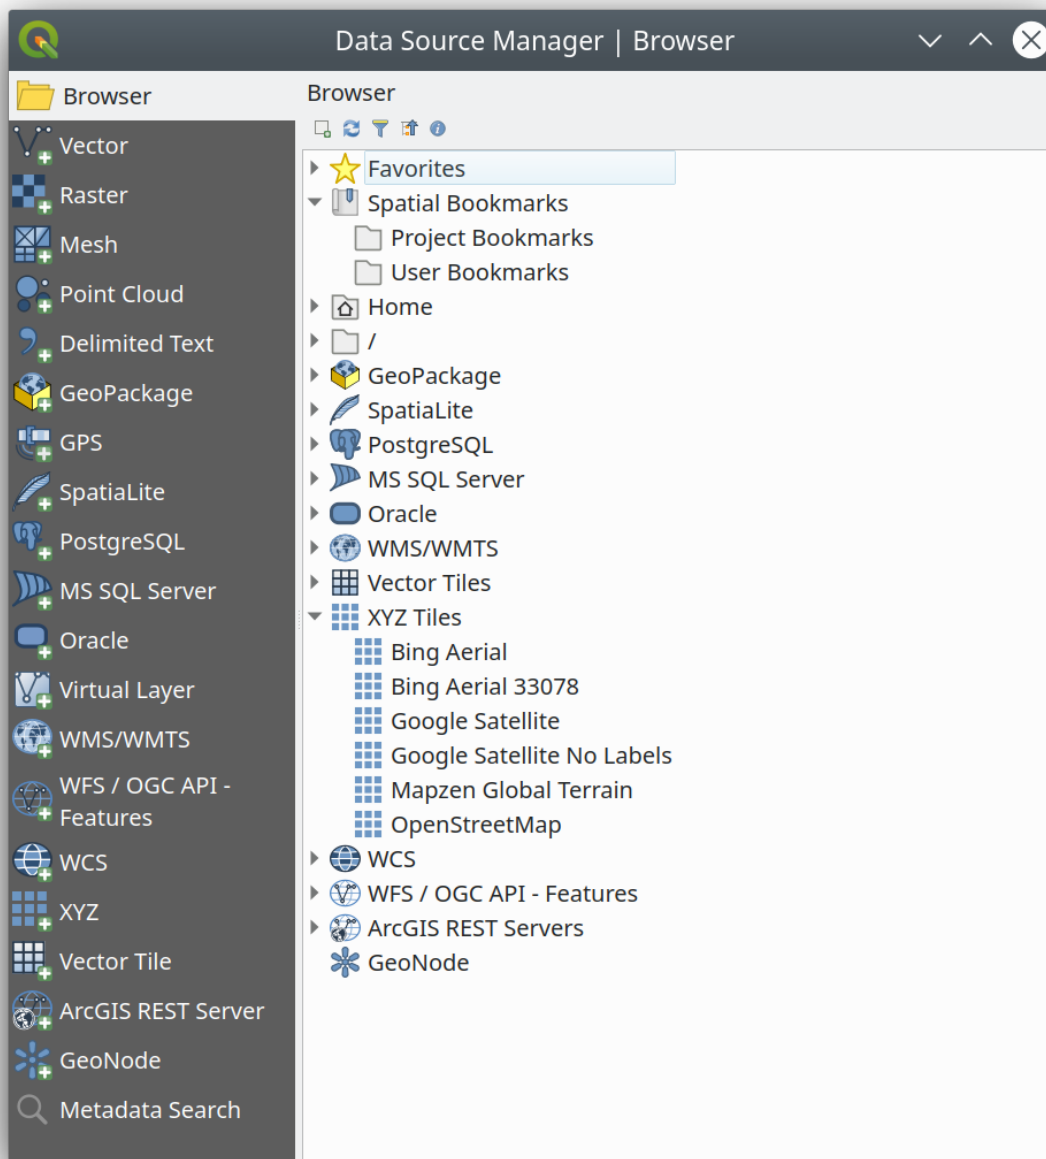 Data Source Manager | Browser
Browser
Vector
Raster
Mesh
Point Cloud
Delimited Text
GeoPackage
GPS
SpatiaLite
PostgreSQL
MS SQL Server
Oracle
Virtual Layer
WMS/WMTS
WFS / OGC API -
Features
WCS
XYZ
Vector Tile
ArcGIS REST Server
GeoNode
Metadata Search
Browser
Favorites
Spatial Bookmarks
Project Bookmarks
User Bookmarks
Home
/
GeoPackage
SpatiaLite
PostgreSQL
MS SQL Server
Oracle
WMS/WMTS
Vector Tiles
XYZ Tiles
Bing Aerial
Bing Aerial 33078
Google Satellite
Google Satellite No Labels
Mapzen Global Terrain
OpenStreetMap
WCS
WFS / OGC API - Features
ArcGIS REST Servers
GeoNode